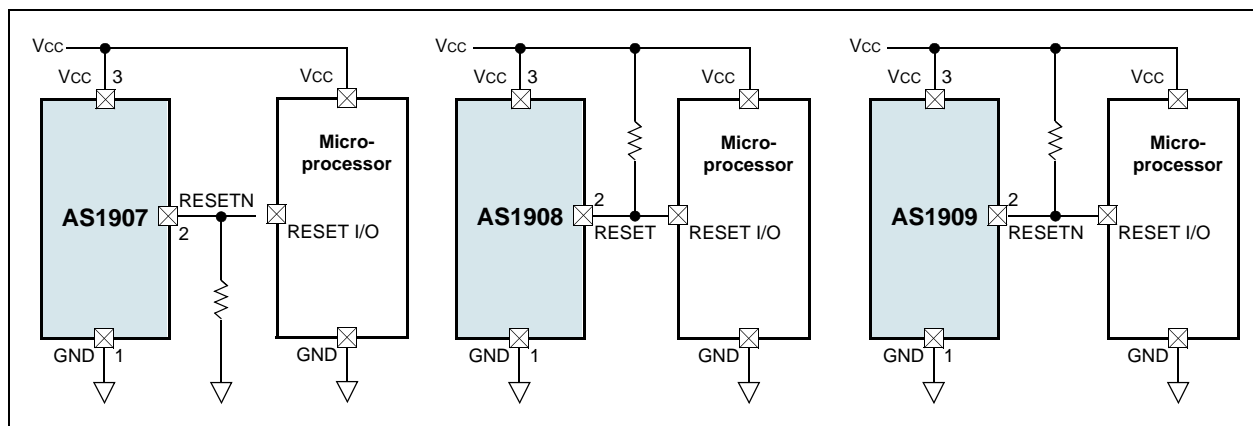 Vcc
Vcc 3
Vcc
Micro-
processor
AS1907
RESETN
2
RESET I/O
GND 1
GND
Vcc
Vcc 3
Vcc
Micro-
processor
AS1908
2
RESET
RESET I/O
GND 1
GND
Vcc
Vcc 3
Vcc
Micro-
processor
AS1909
2
RESETN
RESET I/O
GND 1
GND